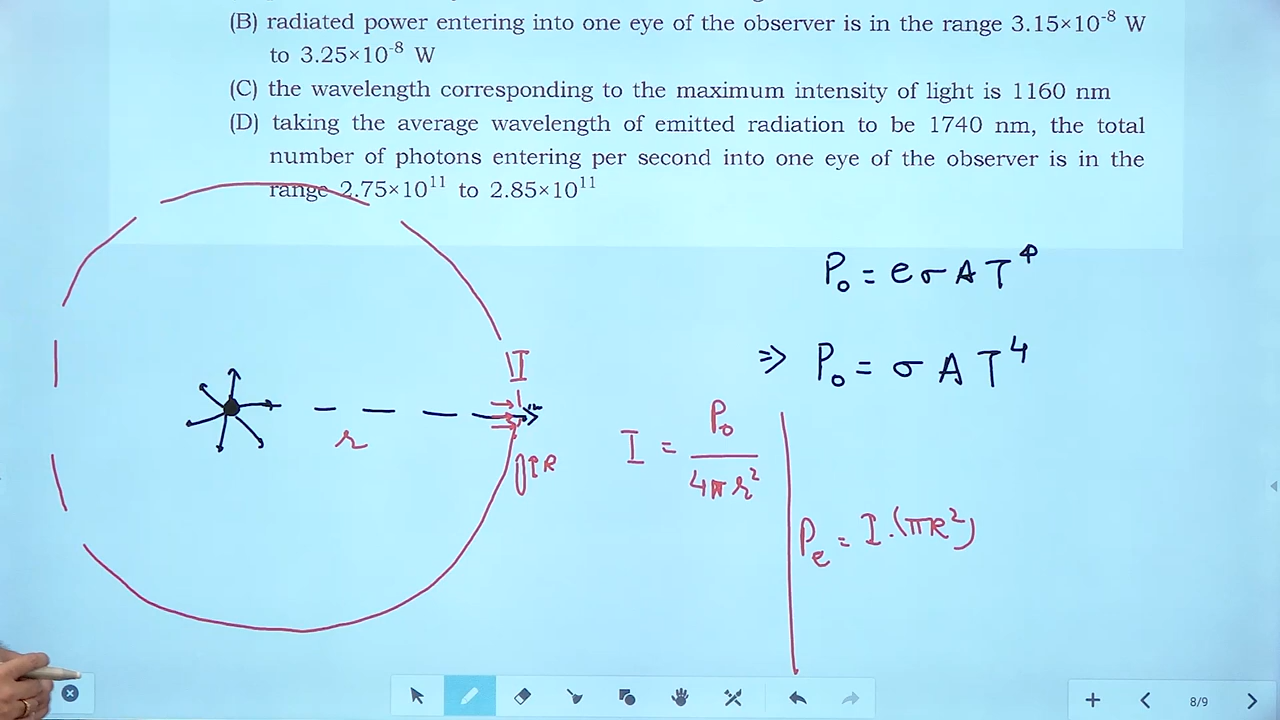 (B) radiated power entering into one eye of the observer is in the range 3.15×10⁻⁸ W
to 3.25×10⁻⁸ W
(C) the wavelength corresponding to the maximum intensity of light is 1160 nm
(D) taking the average wavelength of emitted radiation to be 1740 nm, the total
number of photons entering per second into one eye of the observer is in the
range 2.75×10¹¹ to 2.85×10¹¹
P₀ = eσAT⁴
⇒ P₀ = σAT⁴
I
r
R
I = P₀ / 4πr²
Pₑ = I.(πR²)
8/9